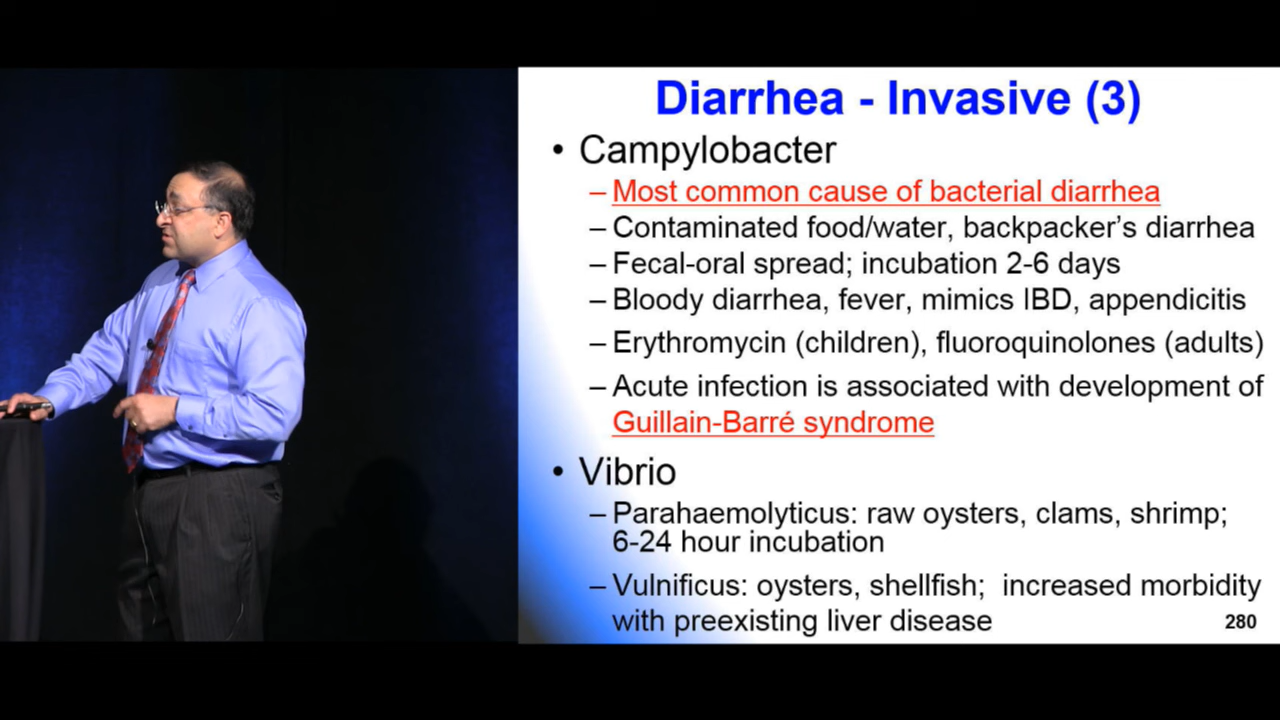 Diarrhea - Invasive (3)
• Campylobacter
– Most common cause of bacterial diarrhea
– Contaminated food/water, backpacker's diarrhea
– Fecal-oral spread; incubation 2-6 days
– Bloody diarrhea, fever, mimics IBD, appendicitis
– Erythromycin (children), fluoroquinolones (adults)
– Acute infection is associated with development of
Guillain-Barré syndrome
• Vibrio
– Parahaemolyticus: raw oysters, clams, shrimp;
6-24 hour incubation
– Vulnificus: oysters, shellfish; increased morbidity
with preexisting liver disease
280